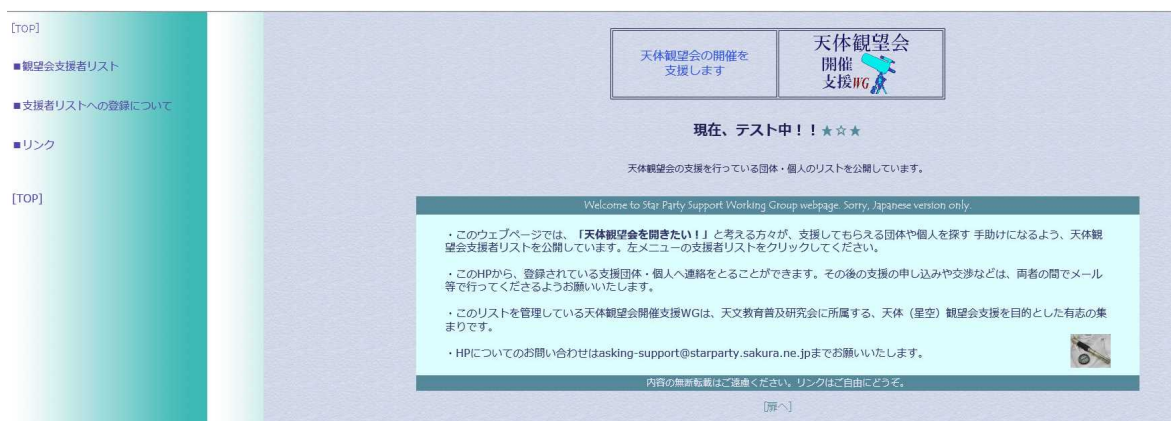 [TOP]
■観望会支援者リスト
■支援者リストへの登録について
■リンク
[TOP]
天体観望会の開催を
支援します
天体観望会
開催
支援WG
現在、テスト中！！★☆★
天体観望会の支援を行っている団体・個人のリストを公開しています。
Welcome to Star Party Support Working Group webpage. Sorry, Japanese version only.
・このウェブページでは、「天体観望会を開きたい！」と考える方々が、支援してもらえる団体や個人を探す 手助けになるよう、天体観
望会支援者リストを公開しています。左メニューの支援者リストをクリックしてください。
・このHPから、登録されている支援団体・個人へ連絡をとることができます。その後の支援の申し込みや交渉などは、両者の間でメール
等で行ってくださるようお願いいたします。
・このリストを管理している天体観望会開催支援WGは、天文教育普及研究会に所属する、天体（星空）観望会支援を目的とした有志の集
まりです。
・HPについてのお問い合わせはasking-support@starparty.sakura.ne.jpまでお願いいたします。
内容の無断転載はご遠慮ください。リンクはご自由にどうぞ。
[扉へ]